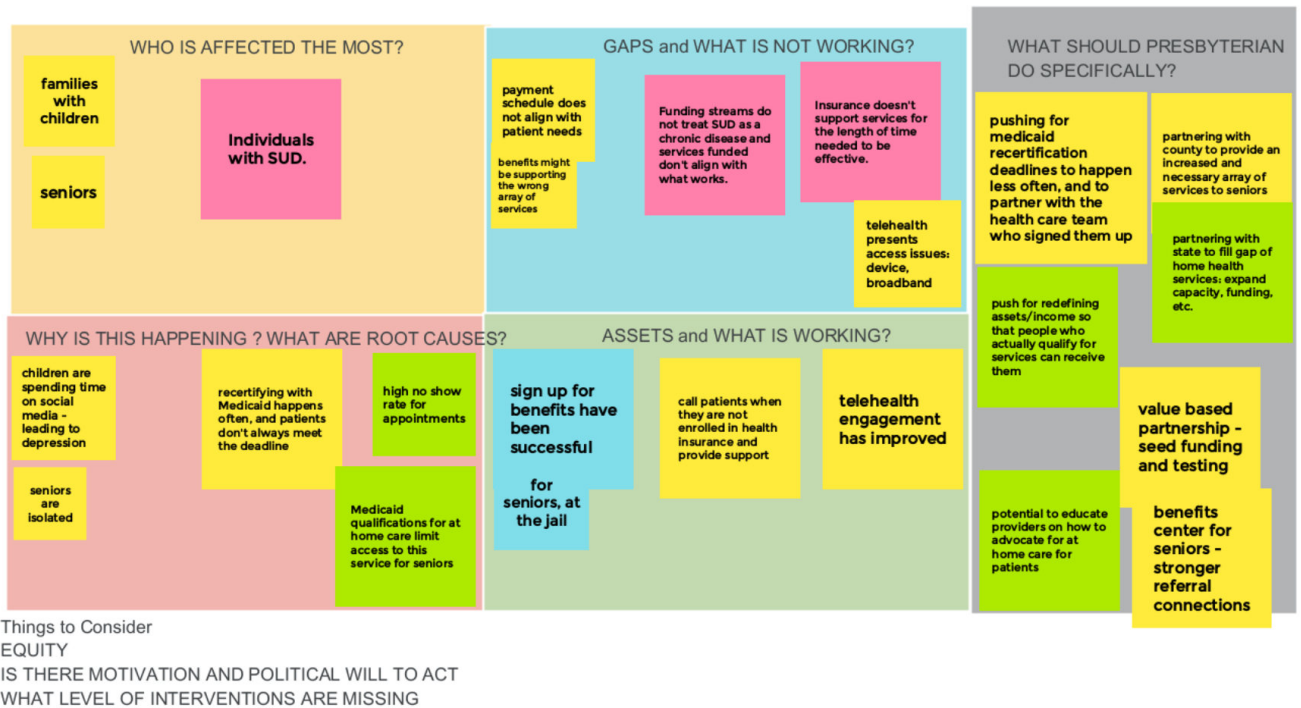 WHO IS AFFECTED THE MOST?
families
with
children
seniors
Individuals
with SUD.
GAPS and WHAT IS NOT WORKING?
payment
schedule does
not align with
patient needs
benefits might
be supporting
the wrong
array of
services
Funding streams do
not treat SUD as a
chronic disease and
services funded
don't align with
what works.
Insurance doesn't
support services for
the length of time
needed to be
effective.
telehealth
presents
access issues:
device,
broadband
WHAT SHOULD PRESBYTERIAN
DO SPECIFICALLY?
pushing for
medicaid
recertification
deadlines to happen
less often, and to
partner with the
health care team
who signed them up
partnering with
county to provide an
increased and
necessary array of
services to seniors
partnering with
state to fill gap of
home health
services: expand
capacity, funding,
etc.
push for redefining
assets/income so
that people who
actually qualify for
services can receive
them
value based
partnership -
seed funding
and testing
potential to educate
providers on how to
advocate for at
home care for
patients
benefits
center for
seniors -
stronger
referral
connections
WHY IS THIS HAPPENING ? WHAT ARE ROOT CAUSES?
children are
spending time
on social
media -
leading to
depression
seniors
are
isolated
recertifying with
Medicaid happens
often, and patients
don't always meet
the deadline
high no show
rate for
appointments
Medicaid
qualifications for at
home care limit
access to this
service for seniors
ASSETS and WHAT IS WORKING?
sign up for
benefits have
been
successful
for
seniors, at
the jail
call patients when
they are not
enrolled in health
insurance and
provide support
telehealth
engagement
has improved
Things to Consider
EQUITY
IS THERE MOTIVATION AND POLITICAL WILL TO ACT
WHAT LEVEL OF INTERVENTIONS ARE MISSING